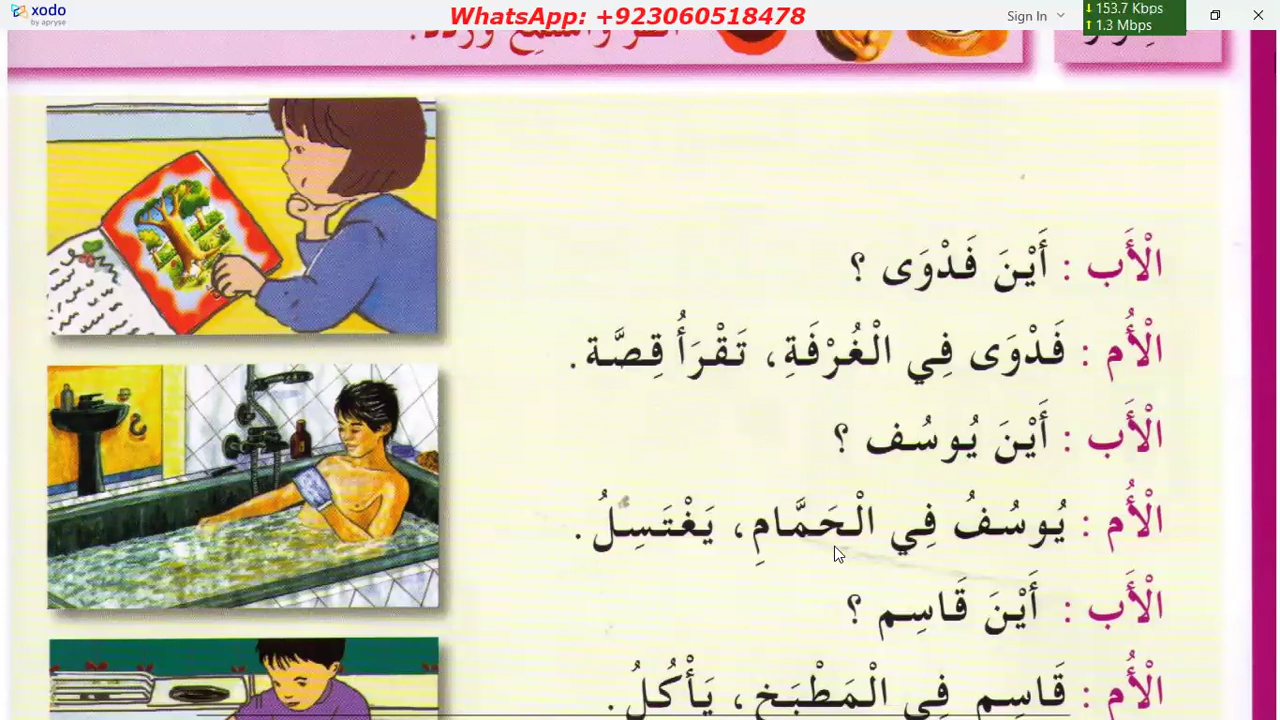 xodo
by apryse
WhatsApp: +923060518478
Sign In
↓ 153.7 Kbps
↑ 1.3 Mbps
الْأَب : أَيْنَ فَدْوَى ؟
الْأُم : فَدْوَى فِي الْغُرْفَةِ، تَقْرَأُ قِصَّة .
الْأَب : أَيْنَ يُوسُف ؟
الْأُم : يُوسُفُ فِي الْحَمَّامِ، يَغْتَسِلُ .
الْأَب : أَيْنَ قَاسِم ؟
الْأُم : قَاسِم فِي الْمَطْبَخِ، يَأْكُلُ .